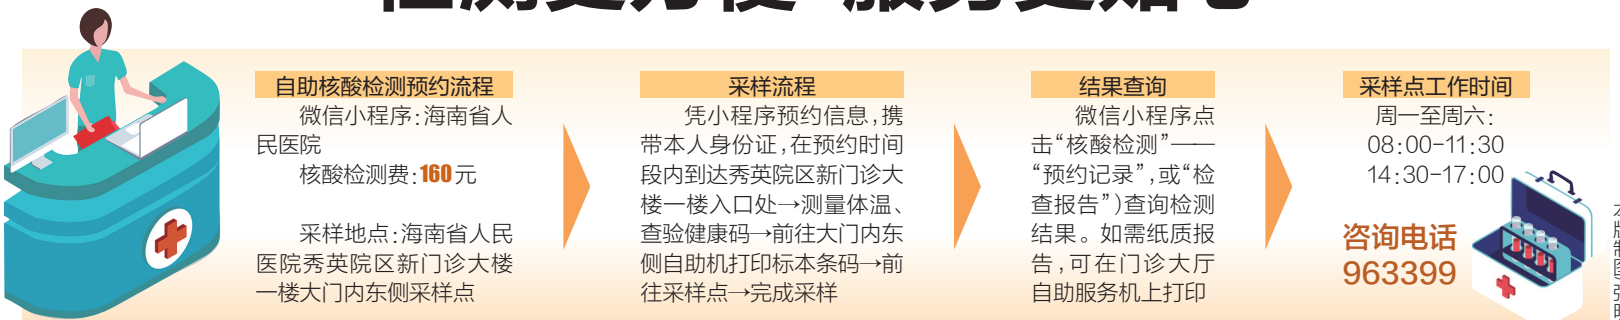 自助核酸检测预约流程
微信小程序:海南省人
民医院
核酸检测费:160元
采样地点:海南省人民
医院秀英院区新门诊大楼
一楼大门内东侧采样点
采样流程
凭小程序预约信息,携
带本人身份证,在预约时间
段内到达秀英院区新门诊大
楼一楼入口处→测量体温、
查验健康码→前往大门内东
侧自助机打印标本条码→前
往采样点→完成采样
结果查询
微信小程序点
击“核酸检测”——
“预约记录”,或“检
查报告”)查询检测
结果。如需纸质报
告,可在门诊大厅
自助服务机上打印
采样点工作时间
周一至周六:
08:00-11:30
14:30-17:00
咨询电话
963399